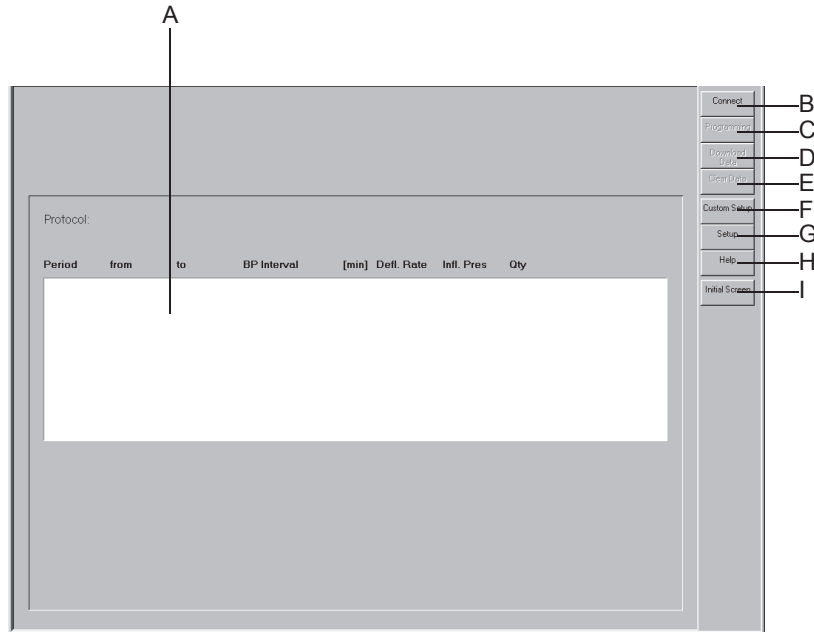 A
Connect
B
Programming
C
Download
Data
D
Clear Data
E
Custom Setup
F
Setup
G
Help
H
Initial Screen
I
Protocol:
Period from to BP Interval [min] Defl. Rate Infl. Pres Qty